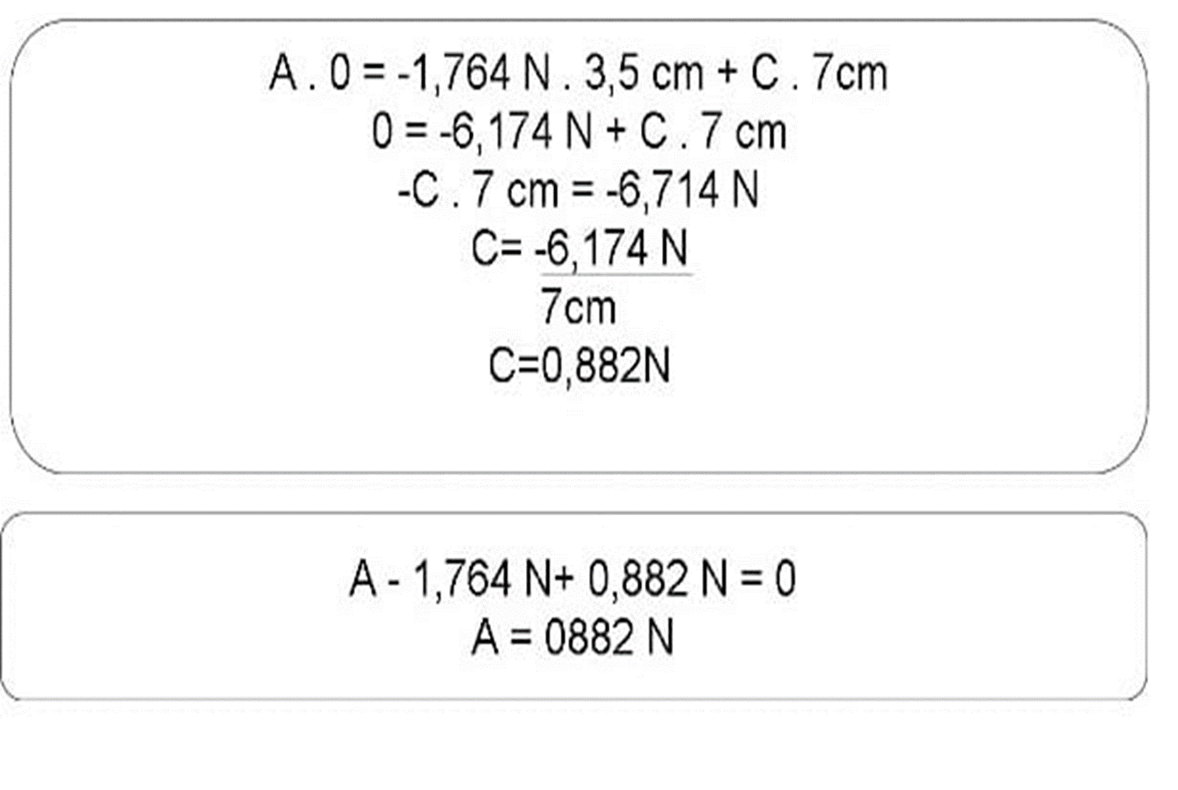 A . 0 = -1,764 N . 3,5 cm + C . 7cm
0 = -6,174 N + C . 7 cm
-C . 7 cm = -6,714 N
C= -6,174 N
7cm
C=0,882N
A - 1,764 N+ 0,882 N = 0
A = 0882 N